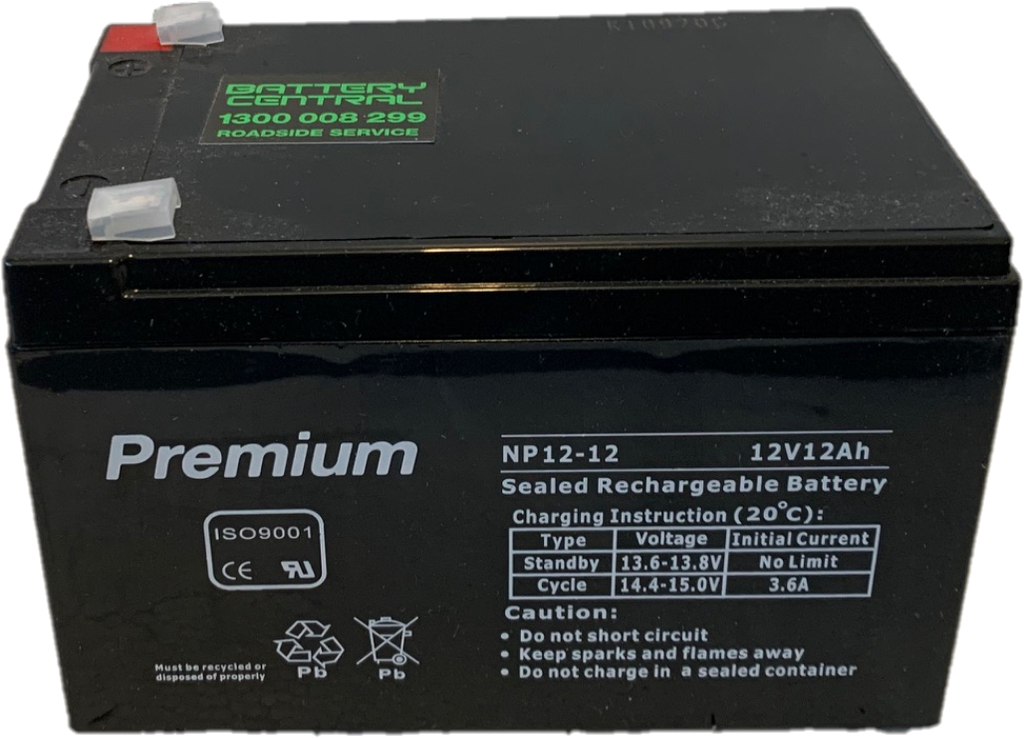 BATTERY
CENTRAL
1300 008 299
ROADSIDE SERVICE
Premium
ISO9001
CE
NP12-12 12V12Ah
Sealed Rechargeable Battery
Charging Instruction (20°C):
Type Voltage Initial Current
Standby 13.6-13.8V No Limit
Cycle 14.4-15.0V 3.6A
Caution:
• Do not short circuit
• Keep sparks and flames away
• Do not charge in a sealed container
Must be recycled or
disposed of properly
Pb
Pb